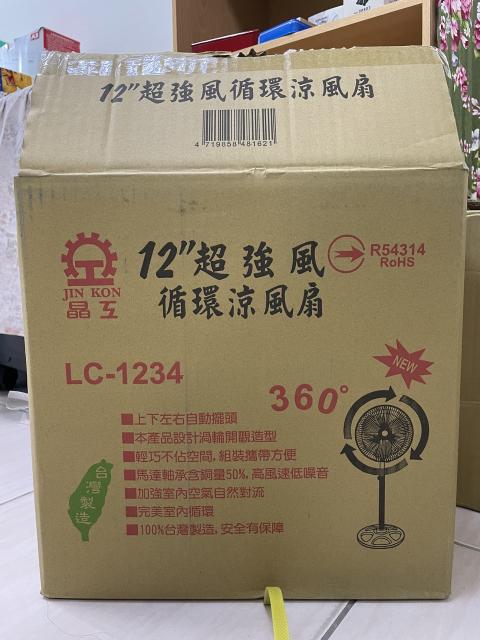 12"超強風循環涼風扇
4 719858 481621
12"超強風
循環涼風扇
R54314
RoHS
JIN KON
晶工
LC-1234
NEW
360°
■上下左右自動擺頭
■本產品設計渦輪開觀造型
■輕巧不佔空間,組裝攜帶方便
■馬達軸承含銅量50%,高風速低噪音
■加強室內空氣自然對流
■完美室內循環
■100%台灣製造,安全有保障
台灣製造